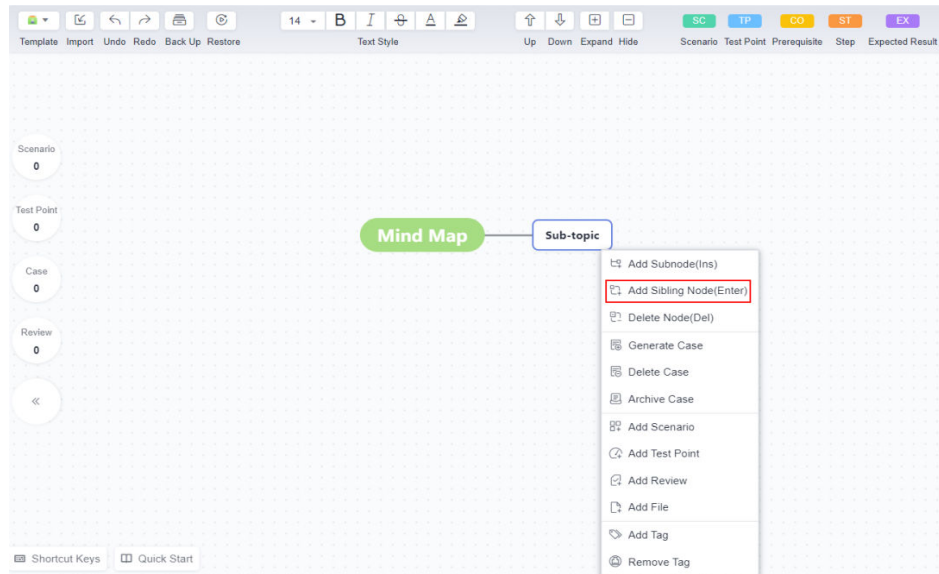 14 B I S A SC TP CO ST EX
Template Import Undo Redo Back Up Restore Text Style Up Down Expand Hide Scenario Test Point Prerequisite Step Expected Result
Scenario
0
Test Point
0
Case
0
Review
0
«
Mind Map
Sub-topic
Add Subnode(Ins)
Add Sibling Node(Enter)
Delete Node(Del)
Generate Case
Delete Case
Archive Case
Add Scenario
Add Test Point
Add Review
Add File
Add Tag
Remove Tag
Shortcut Keys Quick Start